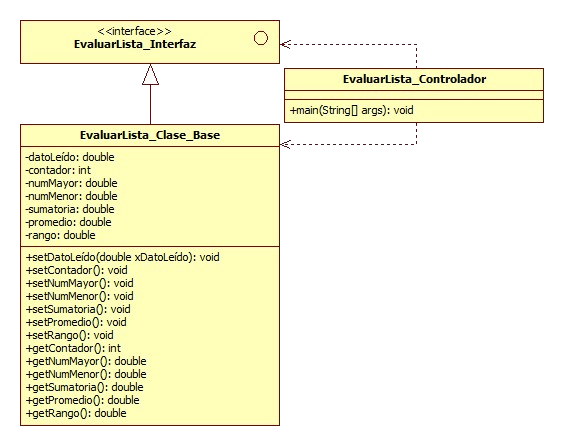 <<interface>>
EvaluarLista_Interfaz
EvaluarLista_Controlador
+main(String[] args): void
EvaluarLista_Clase_Base
-datoLeído: double
-contador: int
-numMayor: double
-numMenor: double
-sumatoria: double
-promedio: double
-rango: double
+setDatoLeído(double xDatoLeído): void
+setContador(): void
+setNumMayor(): void
+setNumMenor(): void
+setSumatoria(): void
+setPromedio(): void
+setRango(): void
+getContador(): int
+getNumMayor(): double
+getNumMenor(): double
+getSumatoria(): double
+getPromedio(): double
+getRango(): double